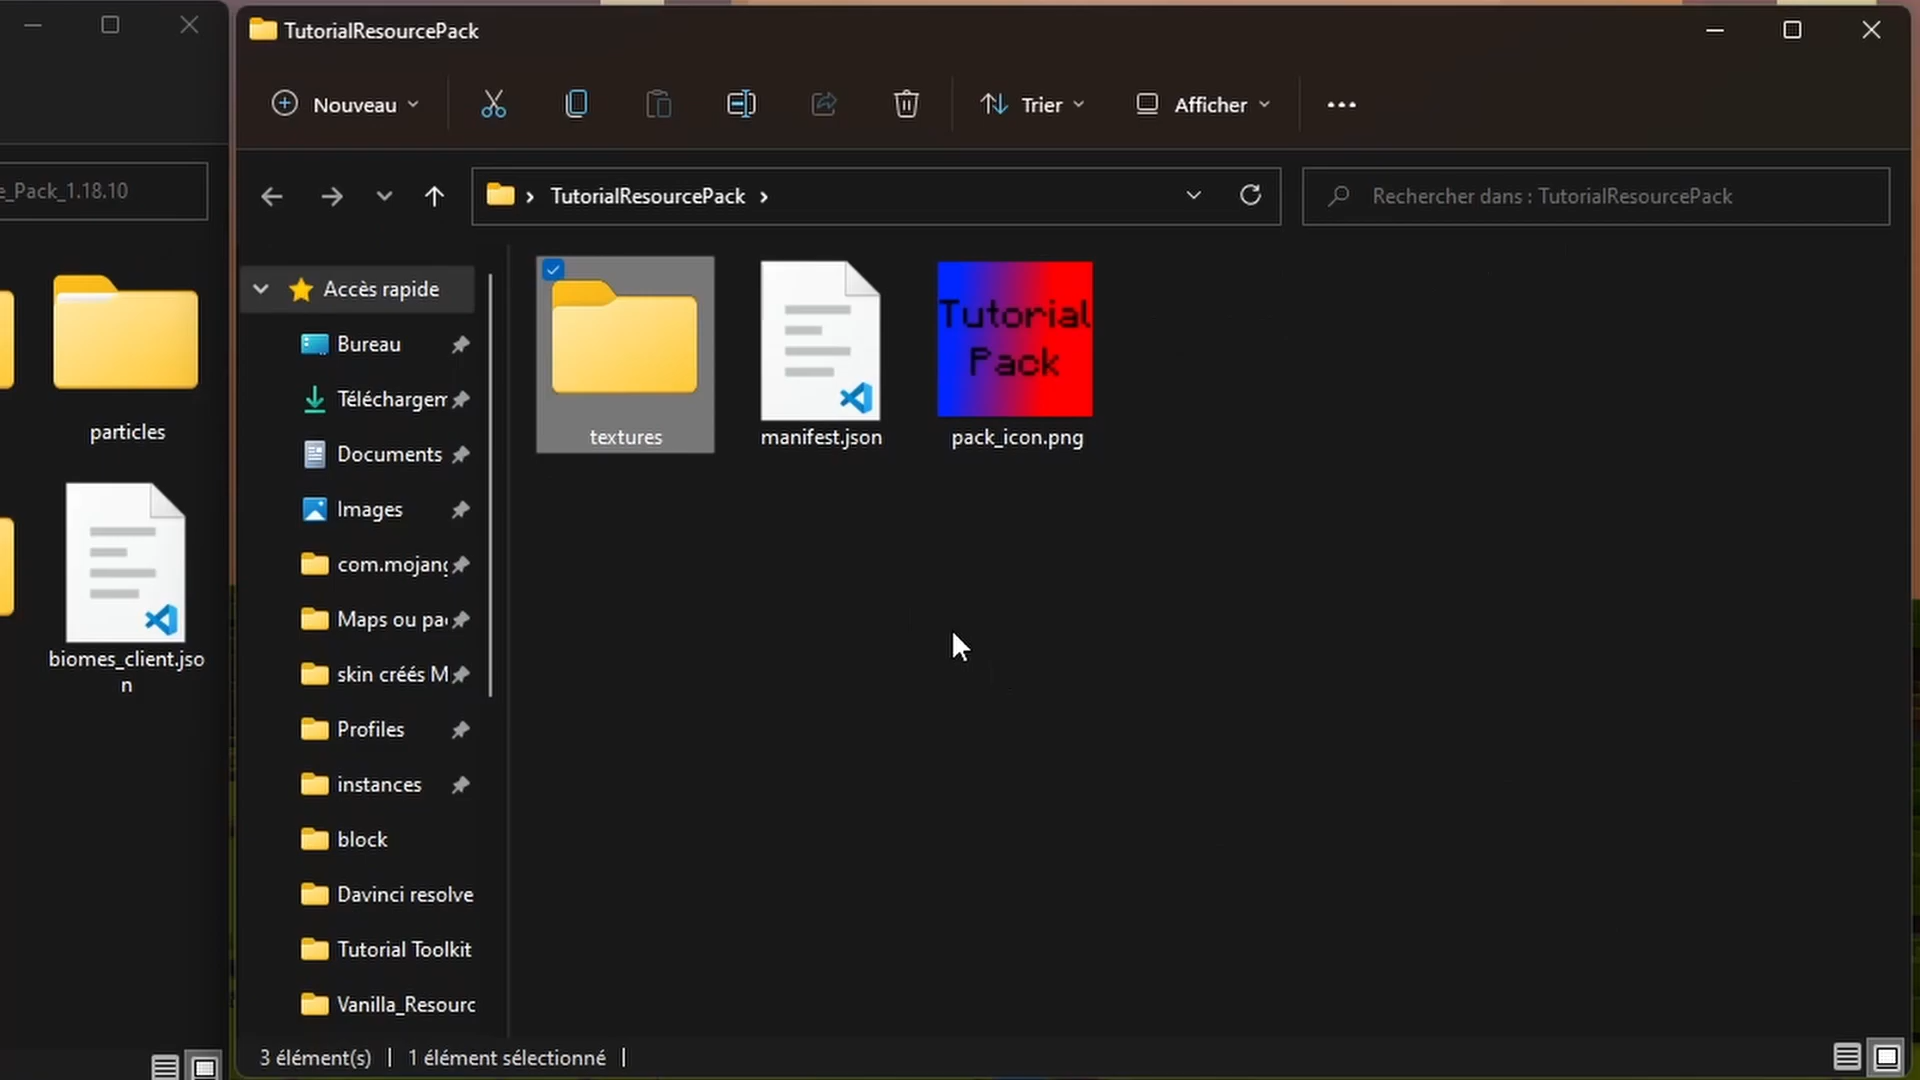 e_Pack_1.18.10
particles
biomes_client.jso
n
TutorialResourcePack
Nouveau
Trier
Afficher
TutorialResourcePack
Rechercher dans : TutorialResourcePack
Accès rapide
Bureau
Téléchargem
Documents
Images
com.mojang
Maps ou pa
skin créés M
Profiles
instances
block
Davinci resolve
Tutorial Toolkit
Vanilla_Resourc
textures
manifest.json
Tutorial
Pack
pack_icon.png
3 élément(s)
1 élément sélectionné